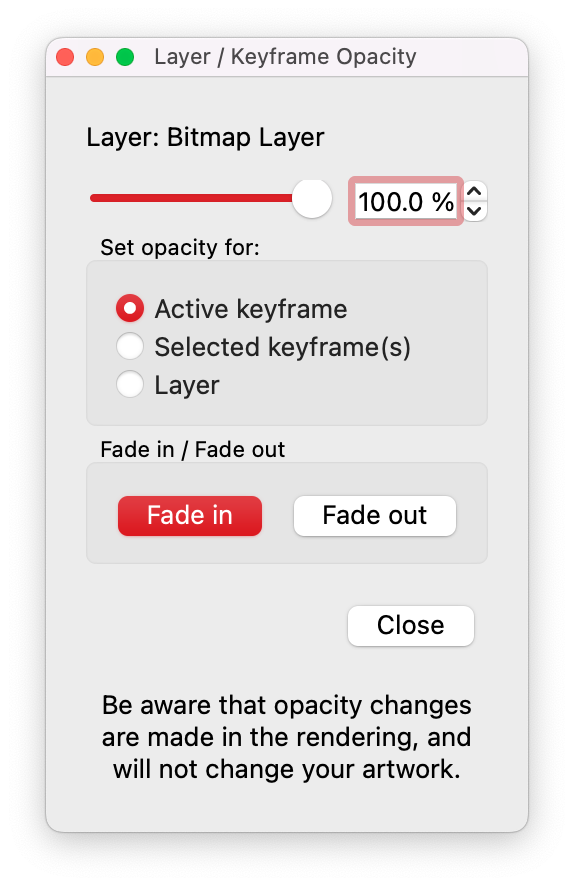 Layer / Keyframe Opacity
Layer: Bitmap Layer
100.0 %
Set opacity for:
Active keyframe
Selected keyframe(s)
Layer
Fade in / Fade out
Fade in
Fade out
Close
Be aware that opacity changes
are made in the rendering, and
will not change your artwork.